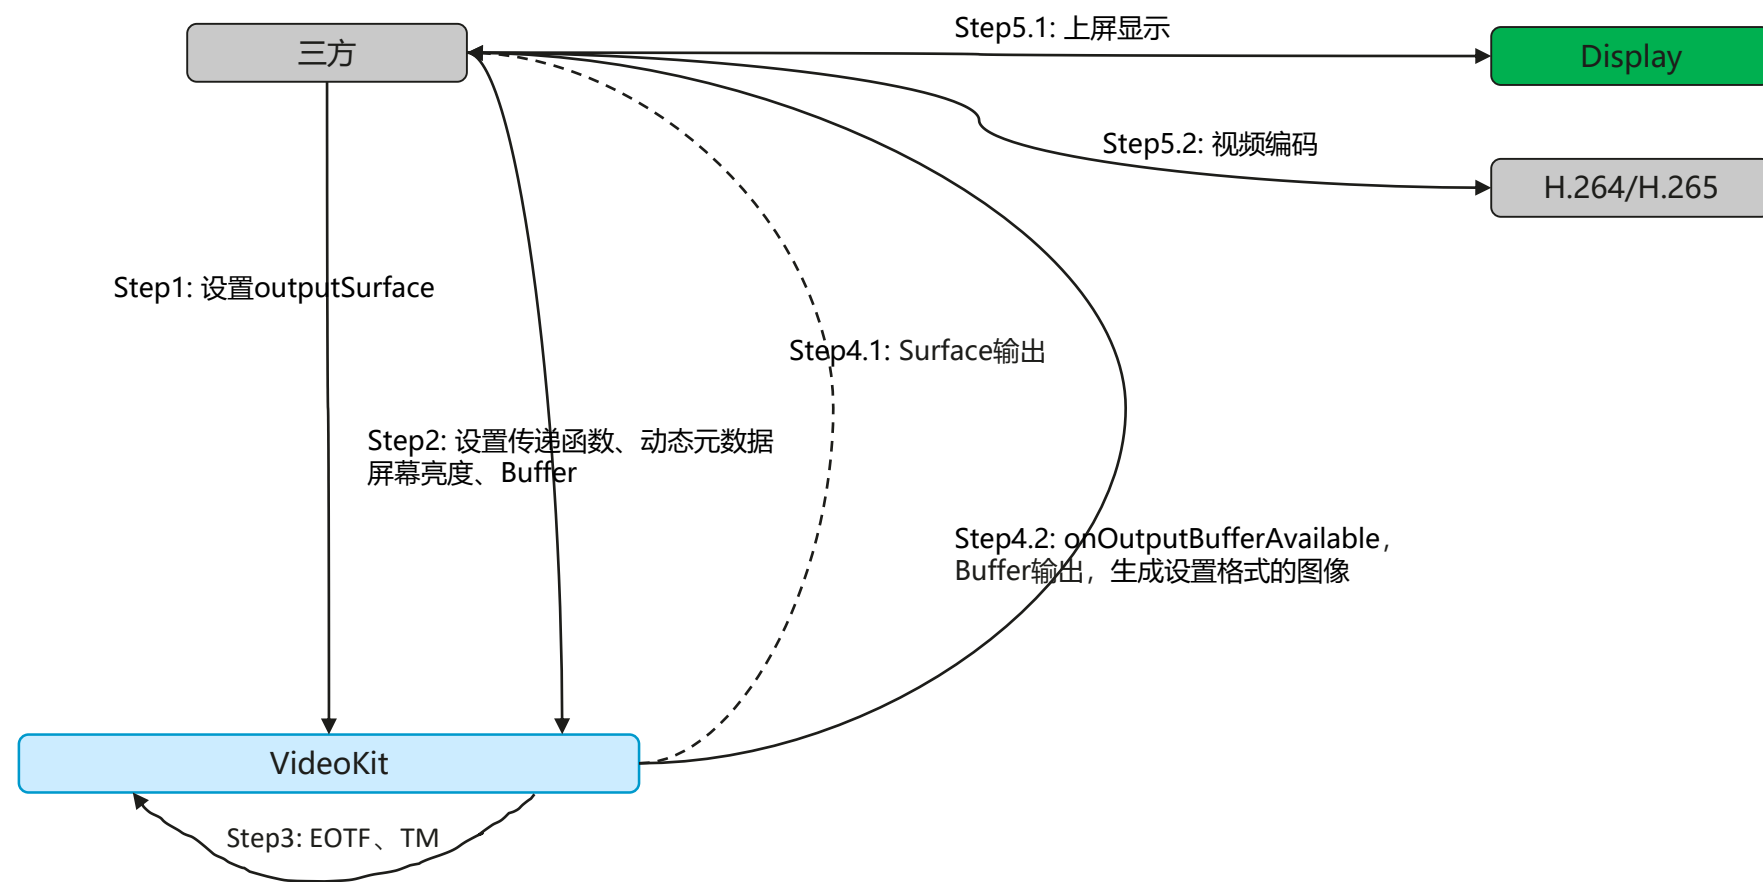 三方
Step5.1: 上屏显示
Display
Step5.2: 视频编码
H.264/H.265
Step1: 设置outputSurface
Step4.1: Surface输出
Step2: 设置传递函数、动态元数据
屏幕亮度、Buffer
Step4.2: onOutputBufferAvailable，
Buffer输出，生成设置格式的图像
VideoKit
Step3: EOTF、TM